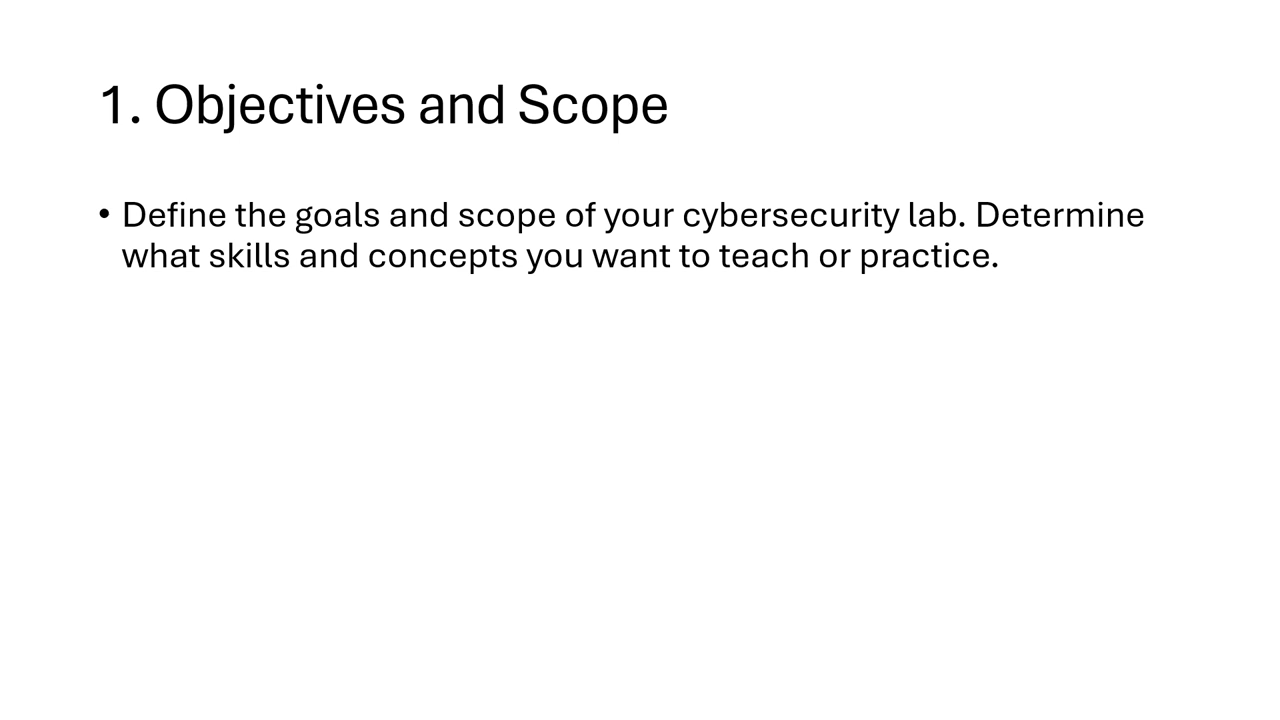 1. Objectives and Scope
• Define the goals and scope of your cybersecurity lab. Determine
what skills and concepts you want to teach or practice.